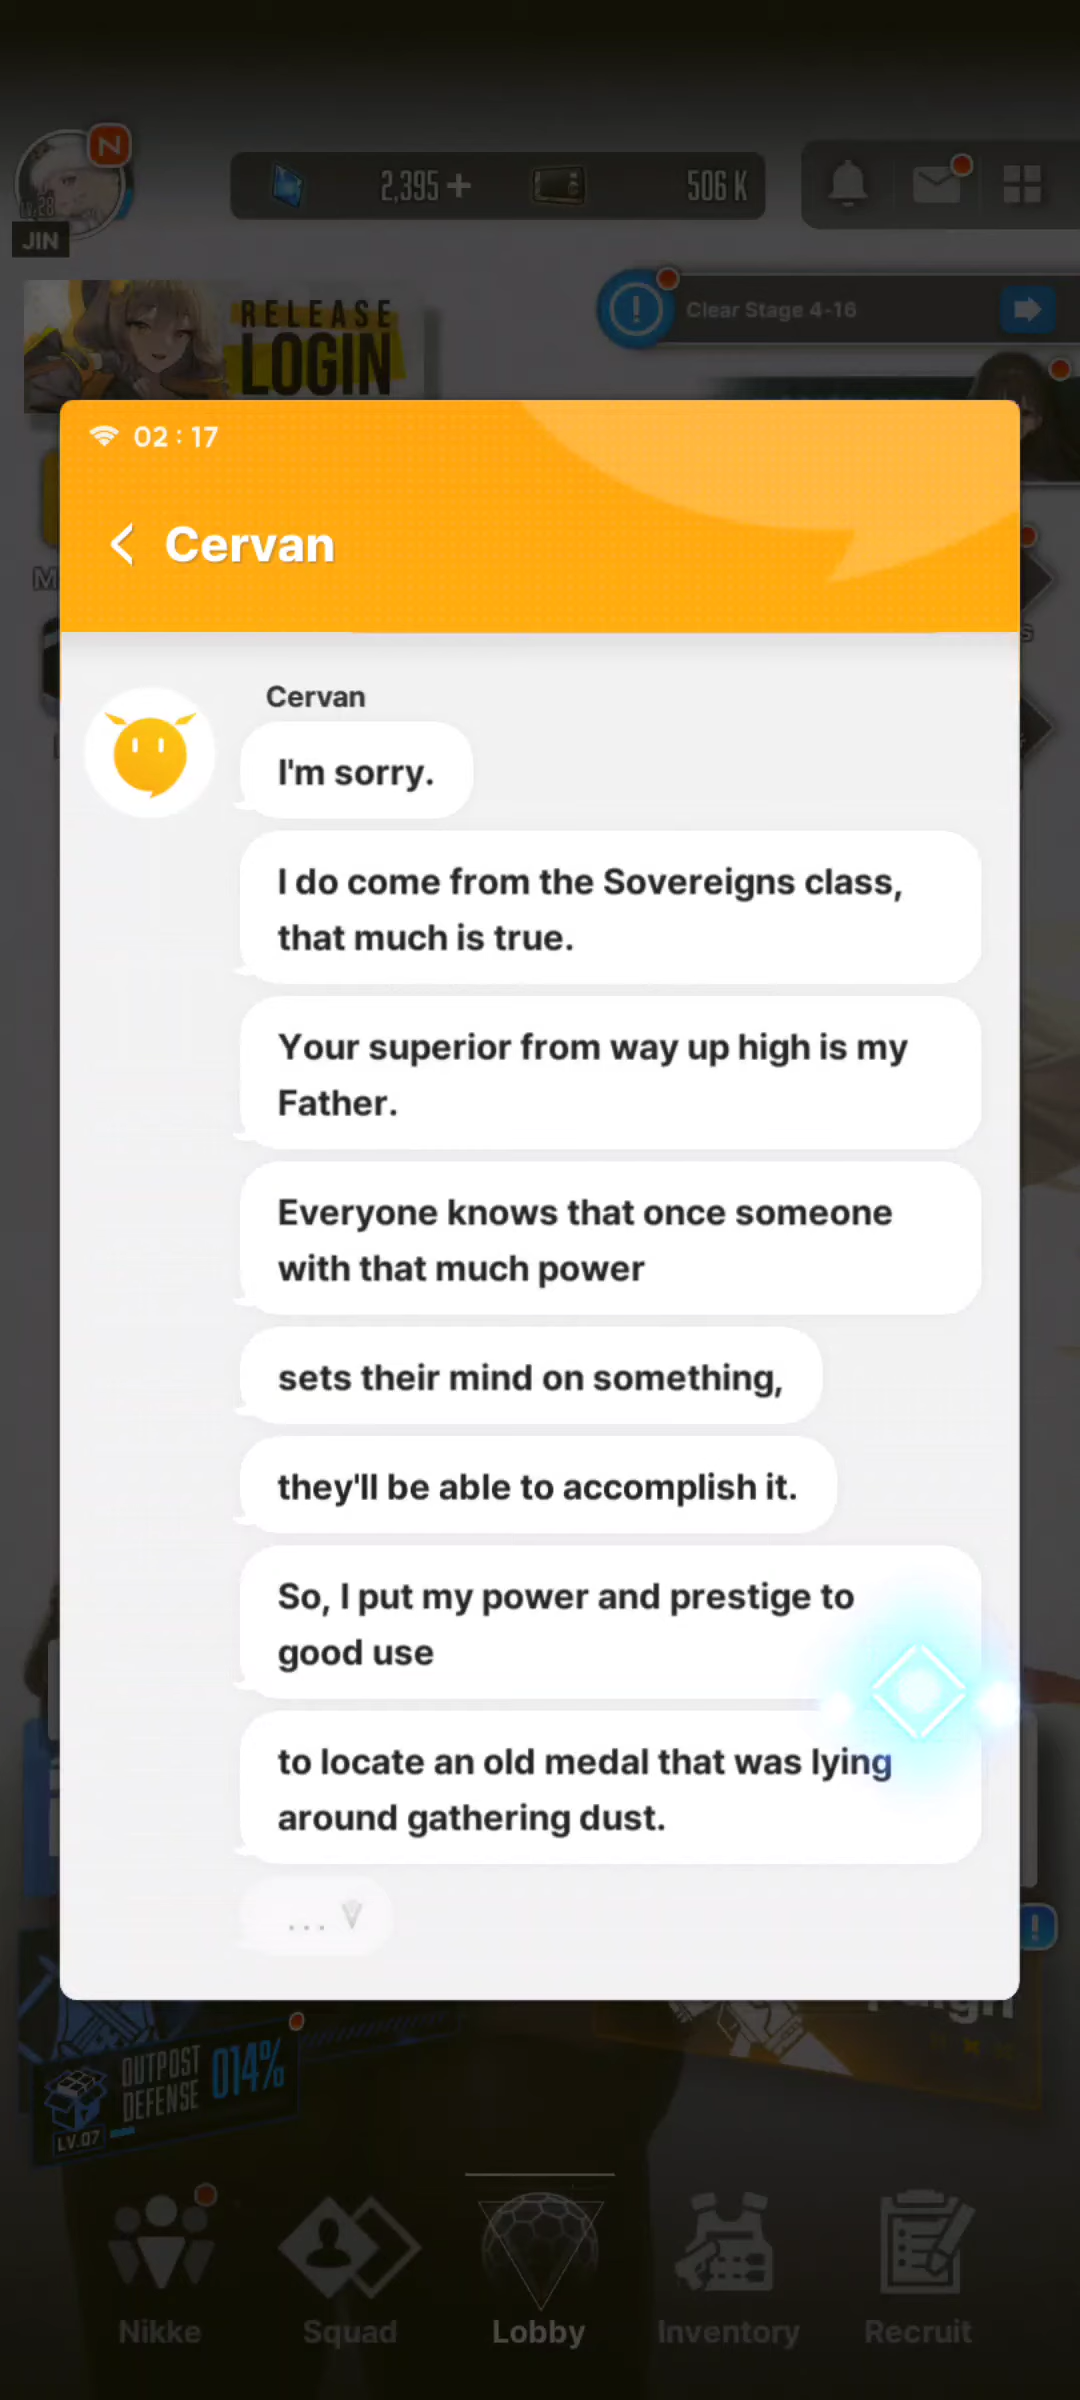 N
LV.28
JIN
2,395
506 K
RELEASE
LOGIN
Clear Stage 4-16
02 : 17
Cervan
Cervan
I'm sorry.
I do come from the Sovereigns class,
that much is true.
Your superior from way up high is my
Father.
Everyone knows that once someone
with that much power
sets their mind on something,
they'll be able to accomplish it.
So, I put my power and prestige to
good use
to locate an old medal that was lying
around gathering dust.
...
OUTPOST
DEFENSE
014%
LV.07
Nikke
Squad
Lobby
Inventory
Recruit